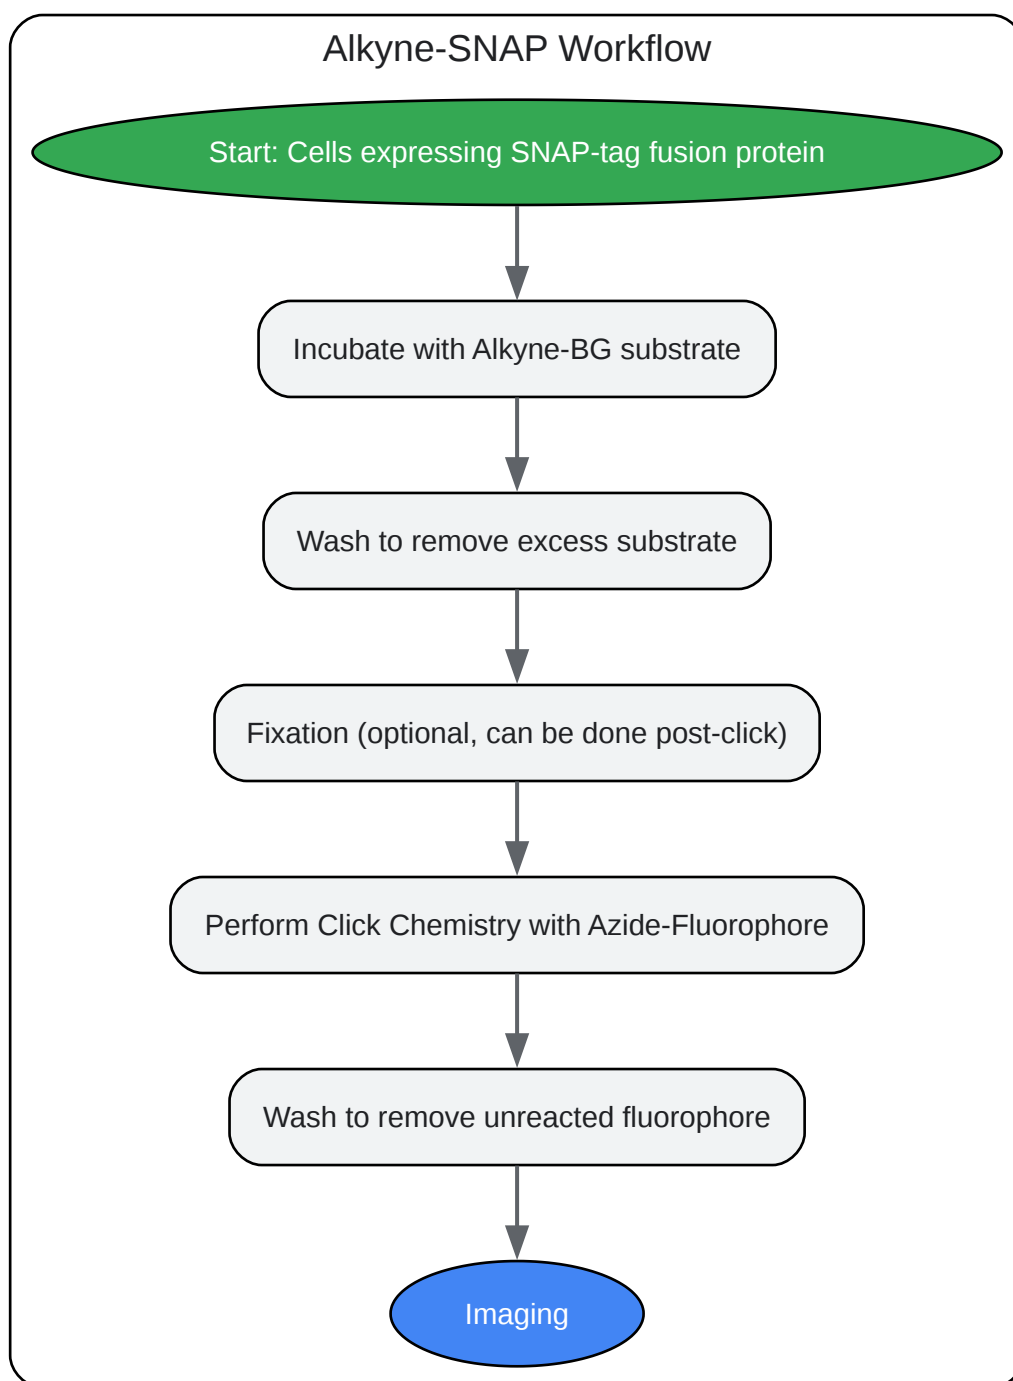 Alkyne-SNAP Workflow
Start: Cells expressing SNAP-tag fusion protein
Incubate with Alkyne-BG substrate
Wash to remove excess substrate
Fixation (optional, can be done post-click)
Perform Click Chemistry with Azide-Fluorophore
Wash to remove unreacted fluorophore
Imaging